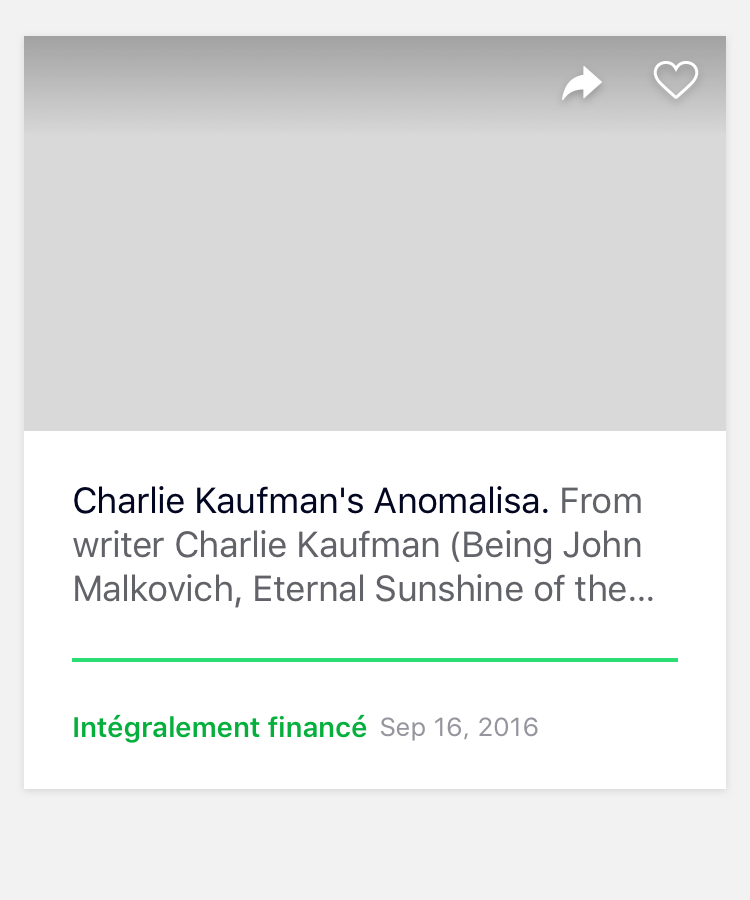 Charlie Kaufman's Anomalisa. From
writer Charlie Kaufman (Being John
Malkovich, Eternal Sunshine of the...
Intégralement financé Sep 16, 2016